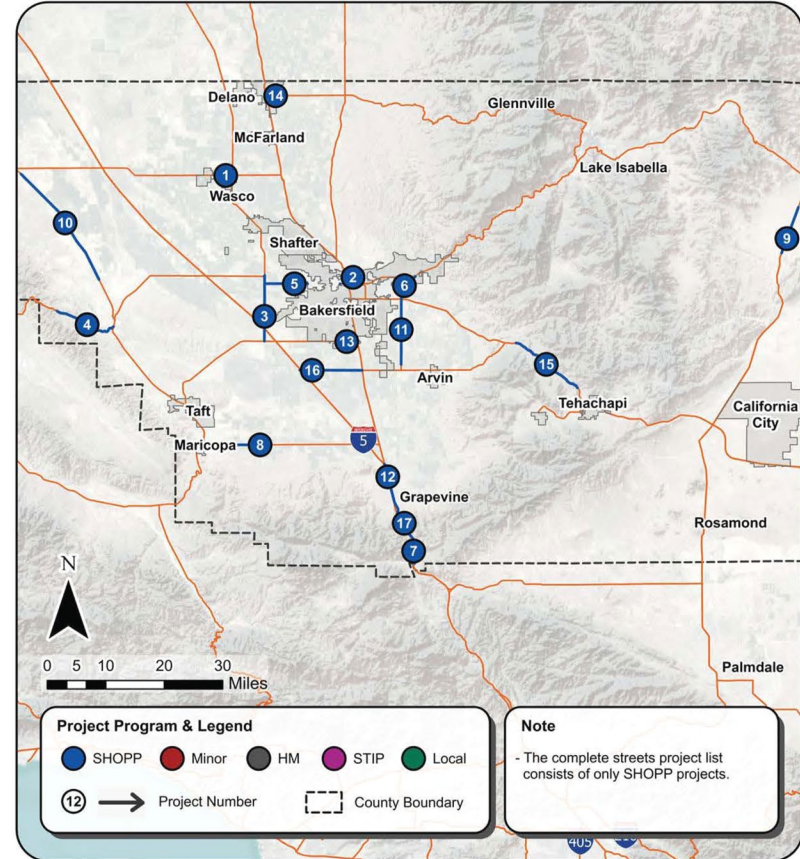 Delano
14
Glennville
McFarland
Lake Isabella
1
Wasco
10
9
Shafter
2
5
6
Bakersfield
3
4
11
13
16
15
Arvin
Tehachapi
California
City
Taft
Maricopa
8
5
12
Grapevine
17
Rosamond
7
N
0 5 10 20 30
Miles
Palmdale
Project Program & Legend
SHOPP
Minor
HM
STIP
Local
12
Project Number
County Boundary
Note
- The complete streets project list
consists of only SHOPP projects.
405